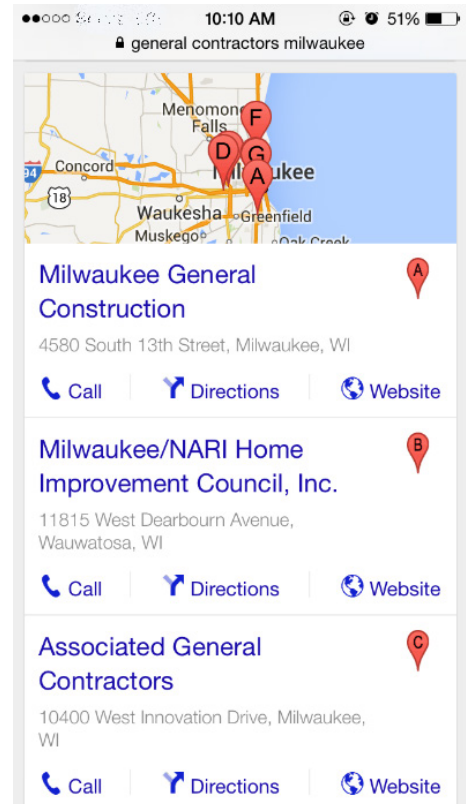 10:10 AM 51%
general contractors milwaukee
Menomon
Falls
F
D
G
A
Concord
ukee
94
18
Waukesha
Greenfield
Muskego
Oak Creek
Milwaukee General
Construction
A
4580 South 13th Street, Milwaukee, WI
Call Directions Website
Milwaukee/NARI Home
Improvement Council, Inc.
B
11815 West Dearbourn Avenue,
Wauwatosa, WI
Call Directions Website
Associated General
Contractors
C
10400 West Innovation Drive, Milwaukee,
WI
Call Directions Website